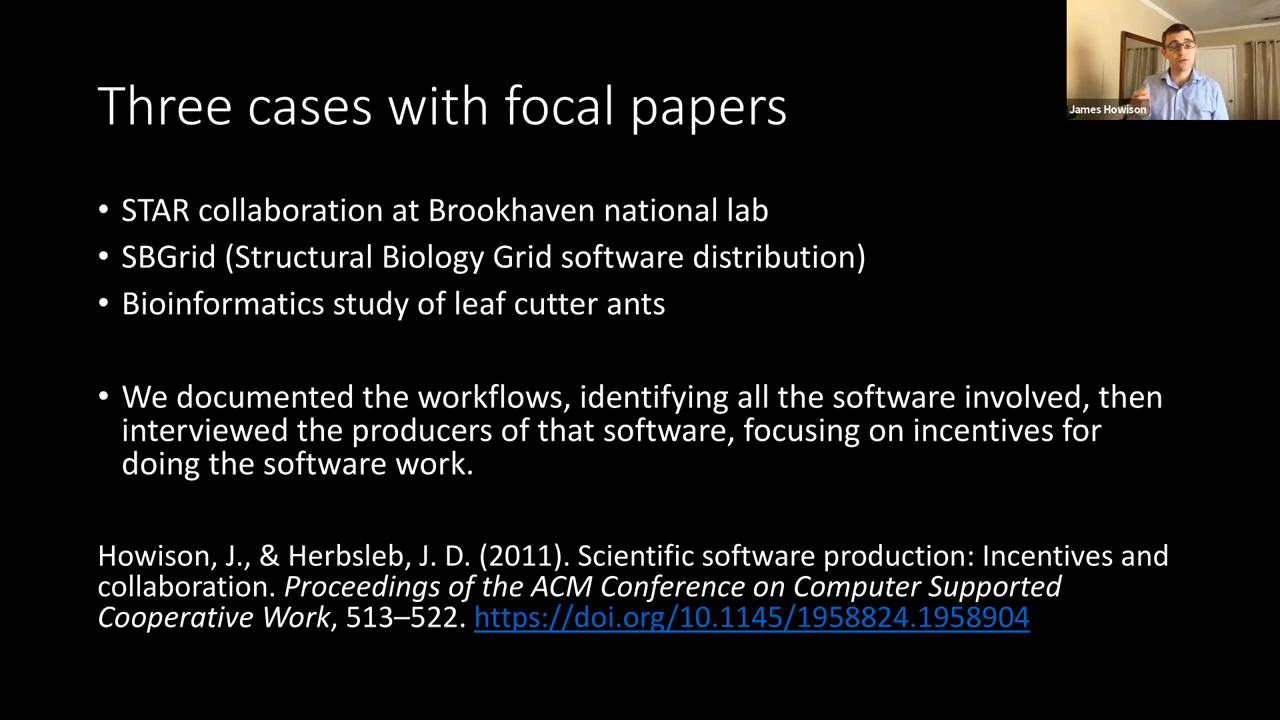 Three cases with focal papers
James Howison
• STAR collaboration at Brookhaven national lab
• SBGrid (Structural Biology Grid software distribution)
• Bioinformatics study of leaf cutter ants
• We documented the workflows, identifying all the software involved, then
interviewed the producers of that software, focusing on incentives for
doing the software work.
Howison, J., & Herbsleb, J. D. (2011). Scientific software production: Incentives and
collaboration. Proceedings of the ACM Conference on Computer Supported
Cooperative Work, 513–522. https://doi.org/10.1145/1958824.1958904